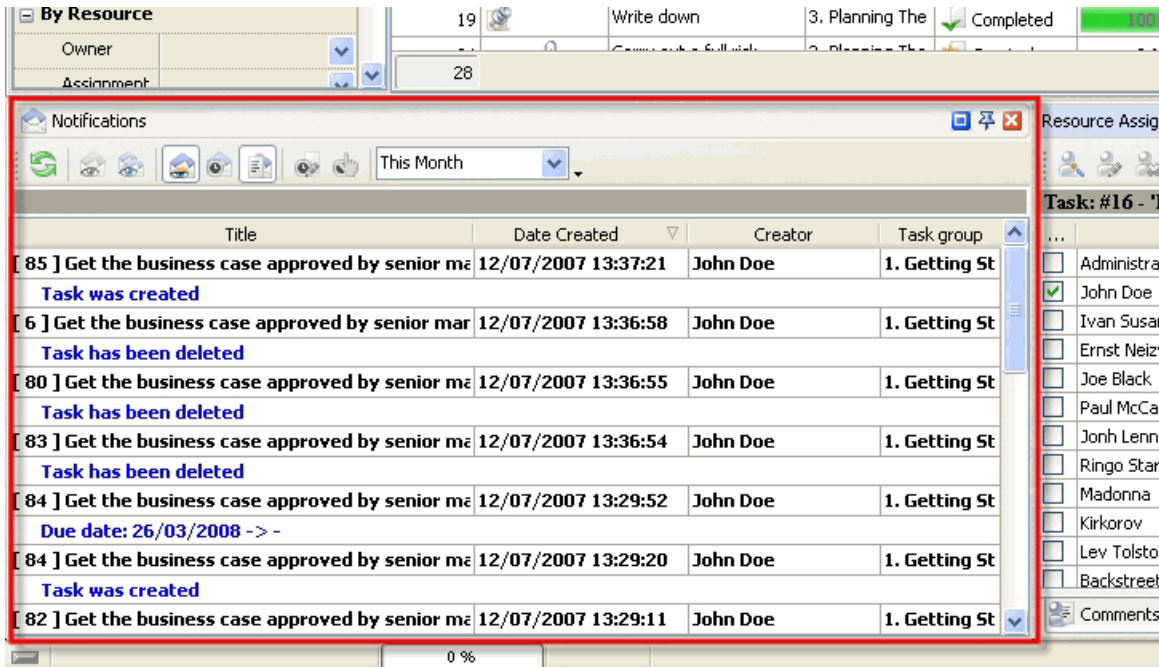 By Resource
Owner
Assignment
19 Write down 3. Planning The Completed 100
28
Notifications
This Month
Title Date Created Creator Task group
[ 85 ] Get the business case approved by senior ma 12/07/2007 13:37:21 John Doe 1. Getting St
Task was created
[ 6 ] Get the business case approved by senior mar 12/07/2007 13:36:58 John Doe 1. Getting St
Task has been deleted
[ 80 ] Get the business case approved by senior ma 12/07/2007 13:36:55 John Doe 1. Getting St
Task has been deleted
[ 83 ] Get the business case approved by senior ma 12/07/2007 13:36:54 John Doe 1. Getting St
Task has been deleted
[ 84 ] Get the business case approved by senior ma 12/07/2007 13:29:52 John Doe 1. Getting St
Due date: 26/03/2008 -> -
[ 84 ] Get the business case approved by senior ma 12/07/2007 13:29:20 John Doe 1. Getting St
Task was created
[ 82 ] Get the business case approved by senior ma 12/07/2007 13:29:11 John Doe 1. Getting St
Resource Assig
Task: #16 - '
...
Administra
John Doe
Ivan Susar
Ernst Neiz
Joe Black
Paul McCa
Jonh Lenn
Ringo Star
Madonna
Kirkorov
Lev Tolsto
Backstreet
Comments
0 %